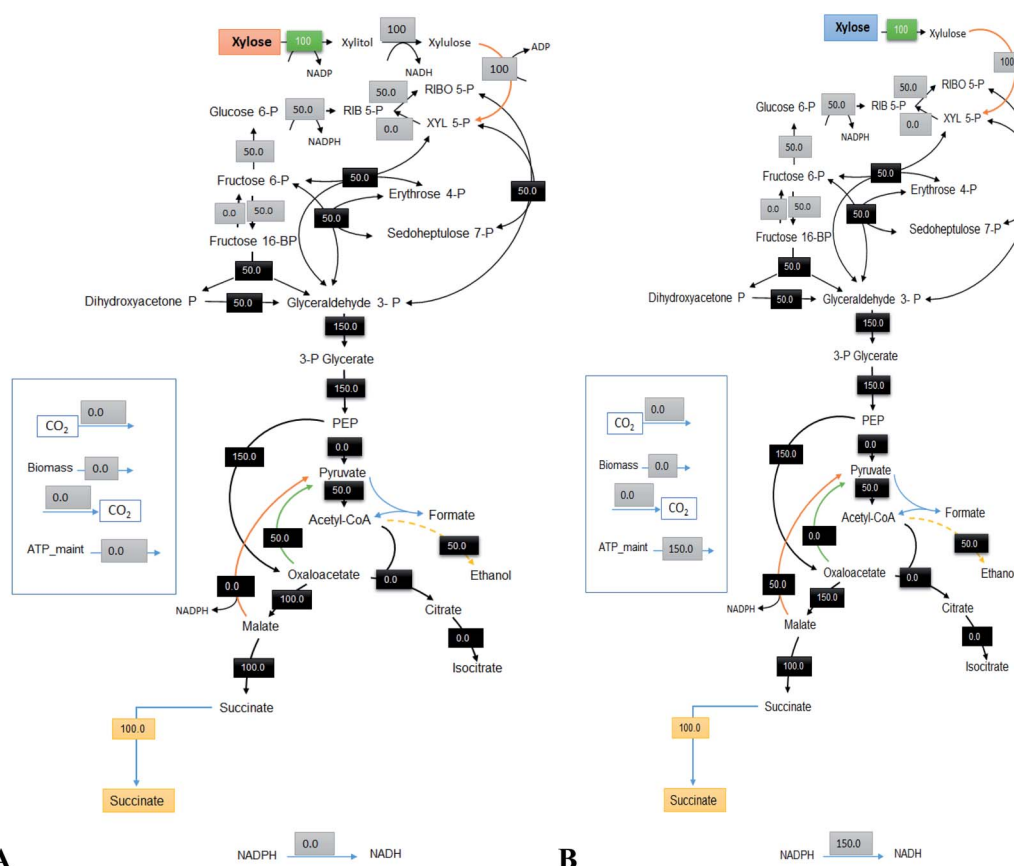 Xylose 100 Xylitol 100 Xylulose
NADP NADH 100 ADP
50.0 RIBO 5-P
Glucose 6-P 50.0 RIB 5-P
NADPH 0.0 XYL 5-P
50.0
Fructose 6-P 50.0
Erythrose 4-P 50.0
0.0 50.0 50.0
Sedoheptulose 7-P
Fructose 16-BP
50.0
Dihydroxyacetone P 50.0 Glyceraldehyde 3- P
150.0
3-P Glycerate
150.0
PEP
0.0
150.0
Pyruvate
50.0
Acetyl-CoA Formate
50.0 50.0
Oxaloacetate 0.0 Ethanol
0.0 100.0
NADPH Citrate
Malate 0.0
100.0 Isocitrate
Succinate
100.0
Succinate
0.0
CO2
Biomass 0.0
0.0
CO2
ATP_maint 0.0
A
NADPH 0.0 NADH
Xylose 100 Xylulose
100
50.0 RIBO 5-P
Glucose 6-P 50.0 RIB 5-P
NADPH 0.0 XYL 5-P
50.0
Fructose 6-P 50.0
Erythrose 4-P
0.0 50.0 50.0
Sedoheptulose 7-P
Fructose 16-BP
50.0
Dihydroxyacetone P 50.0 Glyceraldehyde 3- P
150.0
3-P Glycerate
150.0
PEP
0.0
150.0
Pyruvate
50.0
Acetyl-CoA Formate
0.0 50.0
Oxaloacetate 0.0 Ethanol
50.0 150.0
NADPH Citrate
Malate 0.0
100.0 Isocitrate
Succinate
100.0
Succinate
0.0
CO2
Biomass 0.0
0.0
CO2
ATP_maint 150.0
B
NADPH 150.0 NADH